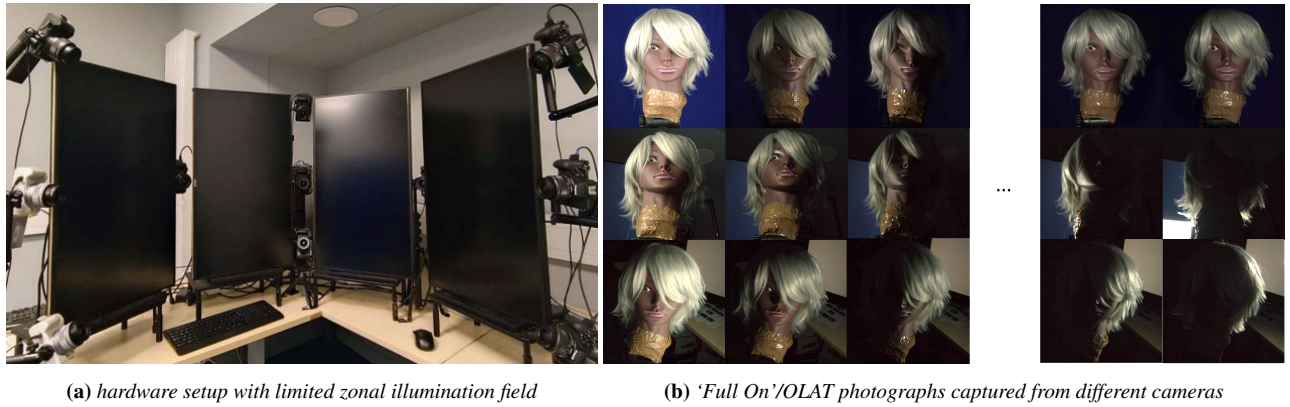 ...
(a) hardware setup with limited zonal illumination field
(b) ‘Full On’/OLAT photographs captured from different cameras